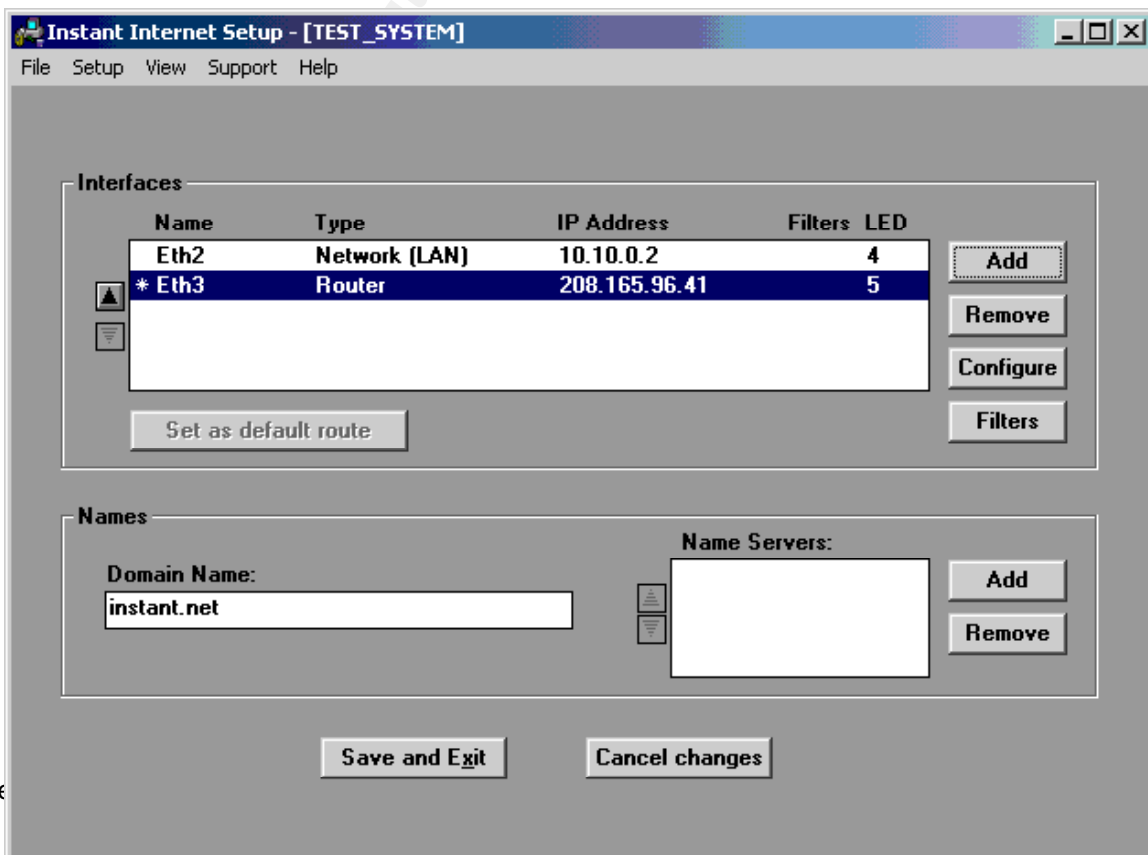 Instant Internet Setup - [TEST_SYSTEM]
File Setup View Support Help
Interfaces
Name Type IP Address Filters LED
Eth2 Network (LAN) 10.10.0.2 4
* Eth3 Router 208.165.96.41 5
Add
Remove
Configure
Filters
Set as default route
Names
Name Servers:
Domain Name:
instant.net
Add
Remove
Save and Exit
Cancel changes